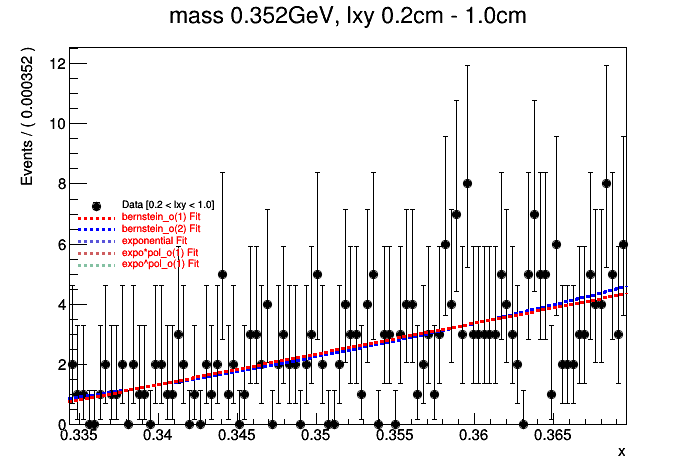 mass 0.352GeV, lxy 0.2cm - 1.0cm
Events / ( 0.000352 )
12
10
8
6
4
2
0
Data [0.2 < lxy < 1.0]
bernstein_o(1) Fit
bernstein_o(2) Fit
exponential Fit
expo*pol_o(1) Fit
expo^pol_o(1) Fit
0.335 0.34 0.345 0.35 0.355 0.36 0.365
x